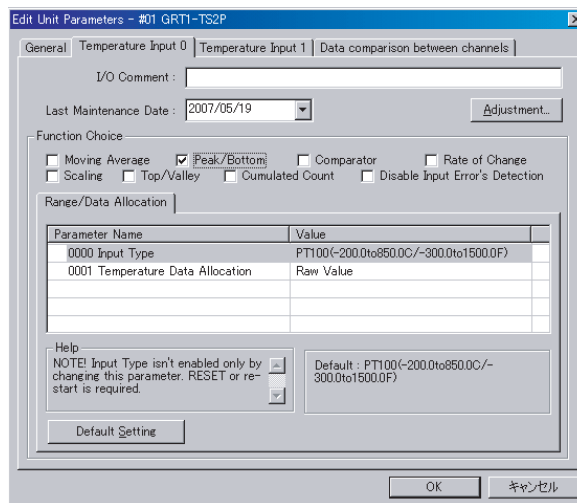 Edit Unit Parameters - #01 GRT1-TS2P
General Temperature Input 0 Temperature Input 1 Data comparison between channels
I/O Comment :
Last Maintenance Date : 2007/05/19 Adjustment...
Function Choice
Moving Average Peak/Bottom Comparator Rate of Change
Scaling Top/Valley Cumulated Count Disable Input Error's Detection
Range/Data Allocation
Parameter Name Value
0000 Input Type PT100(-200.0to850.0C/-300.0to1500.0F)
0001 Temperature Data Allocation Raw Value
Help
NOTE! Input Type isn't enabled only by
changing this parameter. RESET or re-
start is required.
Default : PT100(-200.0to850.0C/-
300.0to1500.0F)
Default Setting
OK キャンセル